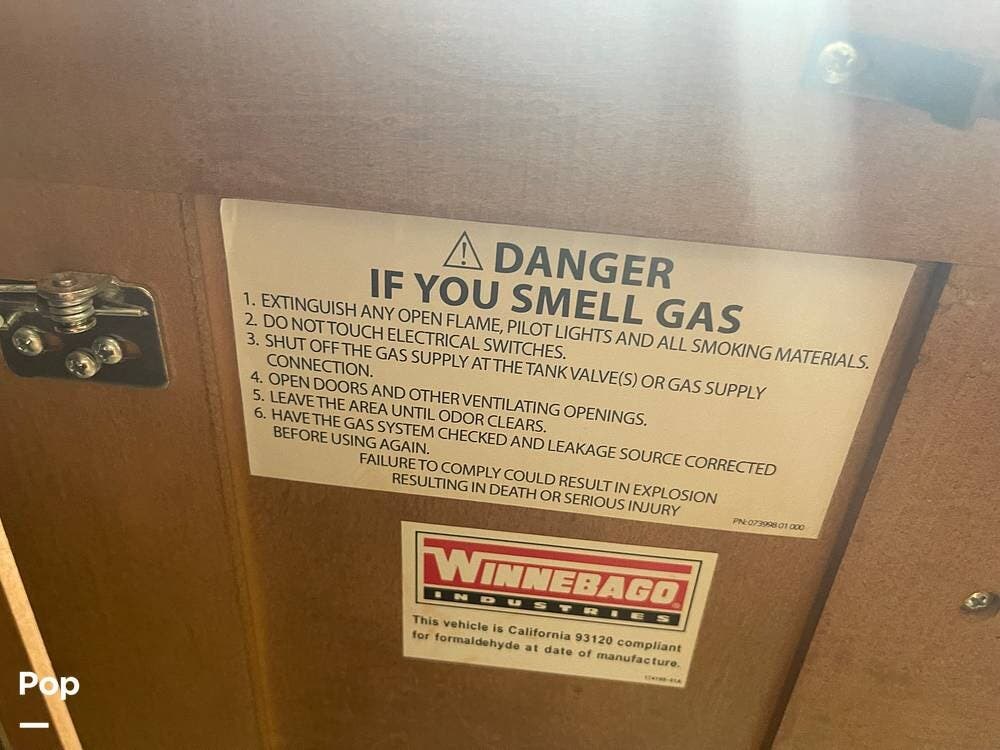 DANGER
IF YOU SMELL GAS
1. EXTINGUISH ANY OPEN FLAME, PILOT LIGHTS AND ALL SMOKING MATERIALS.
2. DO NOT TOUCH ELECTRICAL SWITCHES.
3. SHUT OFF THE GAS SUPPLY AT THE TANK VALVE(S) OR GAS SUPPLY
CONNECTION.
4. OPEN DOORS AND OTHER VENTILATING OPENINGS.
5. LEAVE THE AREA UNTIL ODOR CLEARS.
6. HAVE THE GAS SYSTEM CHECKED AND LEAKAGE SOURCE CORRECTED
BEFORE USING AGAIN.
FAILURE TO COMPLY COULD RESULT IN EXPLOSION
RESULTING IN DEATH OR SERIOUS INJURY
PN: 073998 01 000
WINNEBAGO
INDUSTRIES
This vehicle is California 93120 compliant
for formaldehyde at date of manufacture.
Pop